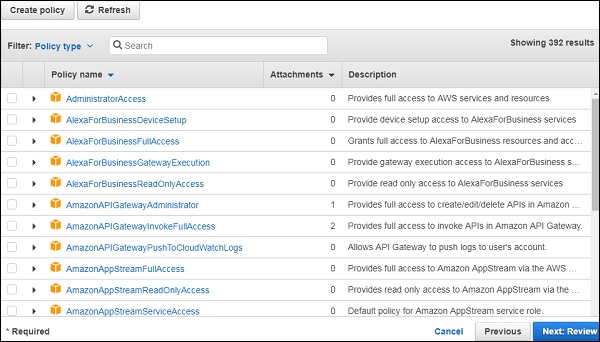 Create policy Refresh
Filter: Policy type Search Showing 392 results
Policy name Attachments Description
AdministratorAccess 0 Provides full access to AWS services and resources.
AlexaForBusinessDeviceSetup 0 Provide device setup access to AlexaForBusiness services
AlexaForBusinessFullAccess 0 Grants full access to AlexaForBusiness resources and acc...
AlexaForBusinessGatewayExecution 0 Provide gateway execution access to AlexaForBusiness s...
AlexaForBusinessReadOnlyAccess 0 Provide read only access to AlexaForBusiness services
AmazonAPIGatewayAdministrator 1 Provides full access to create/edit/delete APIs in Amazon ...
AmazonAPIGatewayInvokeFullAccess 2 Provides full access to invoke APIs in Amazon API Gateway.
AmazonAPIGatewayPushToCloudWatchLogs 0 Allows API Gateway to push logs to user's account.
AmazonAppStreamFullAccess 0 Provides full access to Amazon AppStream via the AWS ...
AmazonAppStreamReadOnlyAccess 0 Provides read only access to Amazon AppStream via the ...
AmazonAppStreamServiceAccess 0 Default policy for Amazon AppStream service role.
* Required Cancel Previous Next: Review